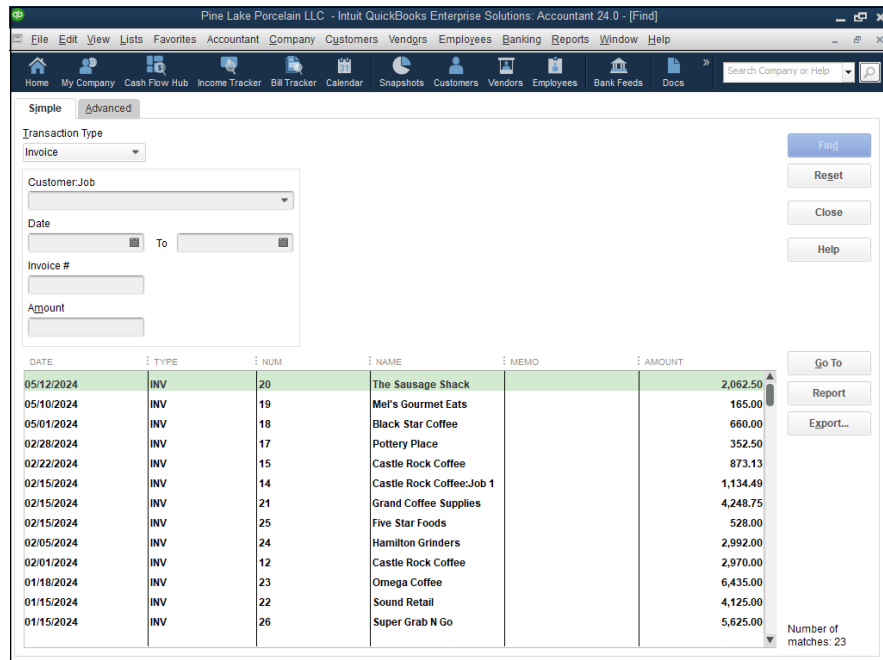 qb Pine Lake Porcelain LLC - Intuit QuickBooks Enterprise Solutions: Accountant 24.0 - [Find]
File Edit View Lists Favorites Accountant Company Customers Vendors Employees Banking Reports Window Help
Home My Company Cash Flow Hub Income Tracker Bill Tracker Calendar Snapshots Customers Vendors Employees Bank Feeds Docs » Search Company or Help
Simple Advanced
Transaction Type
Invoice
Find
Customer:Job
Reset
Date
Close
To
Invoice #
Help
Amount
DATE TYPE NUM NAME MEMO AMOUNT
05/12/2024 INV 20 The Sausage Shack 2,062.50
05/10/2024 INV 19 Mel's Gourmet Eats 165.00
05/01/2024 INV 18 Black Star Coffee 660.00
02/28/2024 INV 17 Pottery Place 352.50
02/22/2024 INV 15 Castle Rock Coffee 873.13
02/15/2024 INV 14 Castle Rock Coffee:Job 1 1,134.49
02/15/2024 INV 21 Grand Coffee Supplies 4,248.75
02/15/2024 INV 25 Five Star Foods 528.00
02/05/2024 INV 24 Hamilton Grinders 2,992.00
02/01/2024 INV 12 Castle Rock Coffee 2,970.00
01/18/2024 INV 23 Omega Coffee 6,435.00
01/15/2024 INV 22 Sound Retail 4,125.00
01/15/2024 INV 26 Super Grab N Go 5,625.00
Go To
Report
Export...
Number of
matches: 23